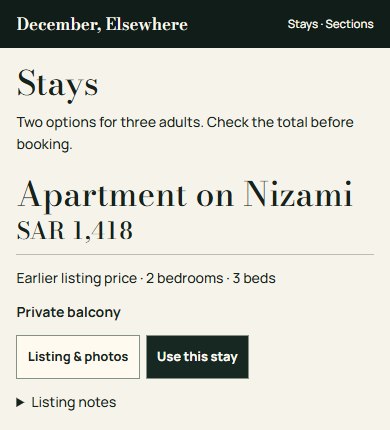 December, Elsewhere
Stays · Sections
Stays
Two options for three adults. Check the total before
booking.
Apartment on Nizami
SAR 1,418
Earlier listing price · 2 bedrooms · 3 beds
Private balcony
Listing & photos
Use this stay
Listing notes